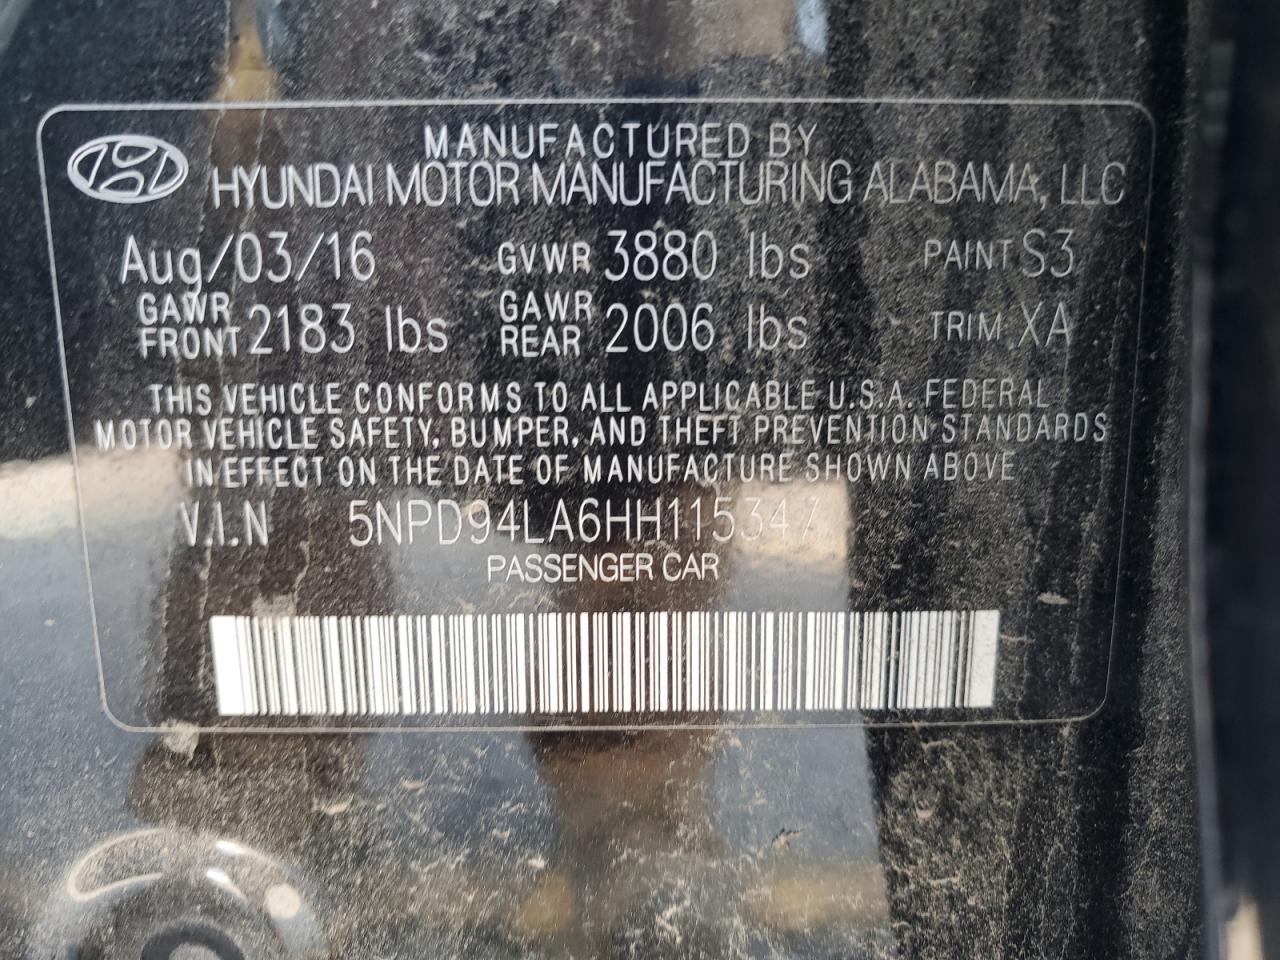 MANUFACTURED BY
HYUNDAI MOTOR MANUFACTURING ALABAMA, LLC
Aug/03/16 GVWR 3880 lbs PAINT S3
GAWR FRONT 2183 lbs GAWR REAR 2006 lbs TRIM XA
THIS VEHICLE CONFORMS TO ALL APPLICABLE U.S.A. FEDERAL
MOTOR VEHICLE SAFETY, BUMPER, AND THEFT PREVENTION STANDARDS
IN EFFECT ON THE DATE OF MANUFACTURE SHOWN ABOVE
V.I.N 5NPD94LA6HH115347
PASSENGER CAR